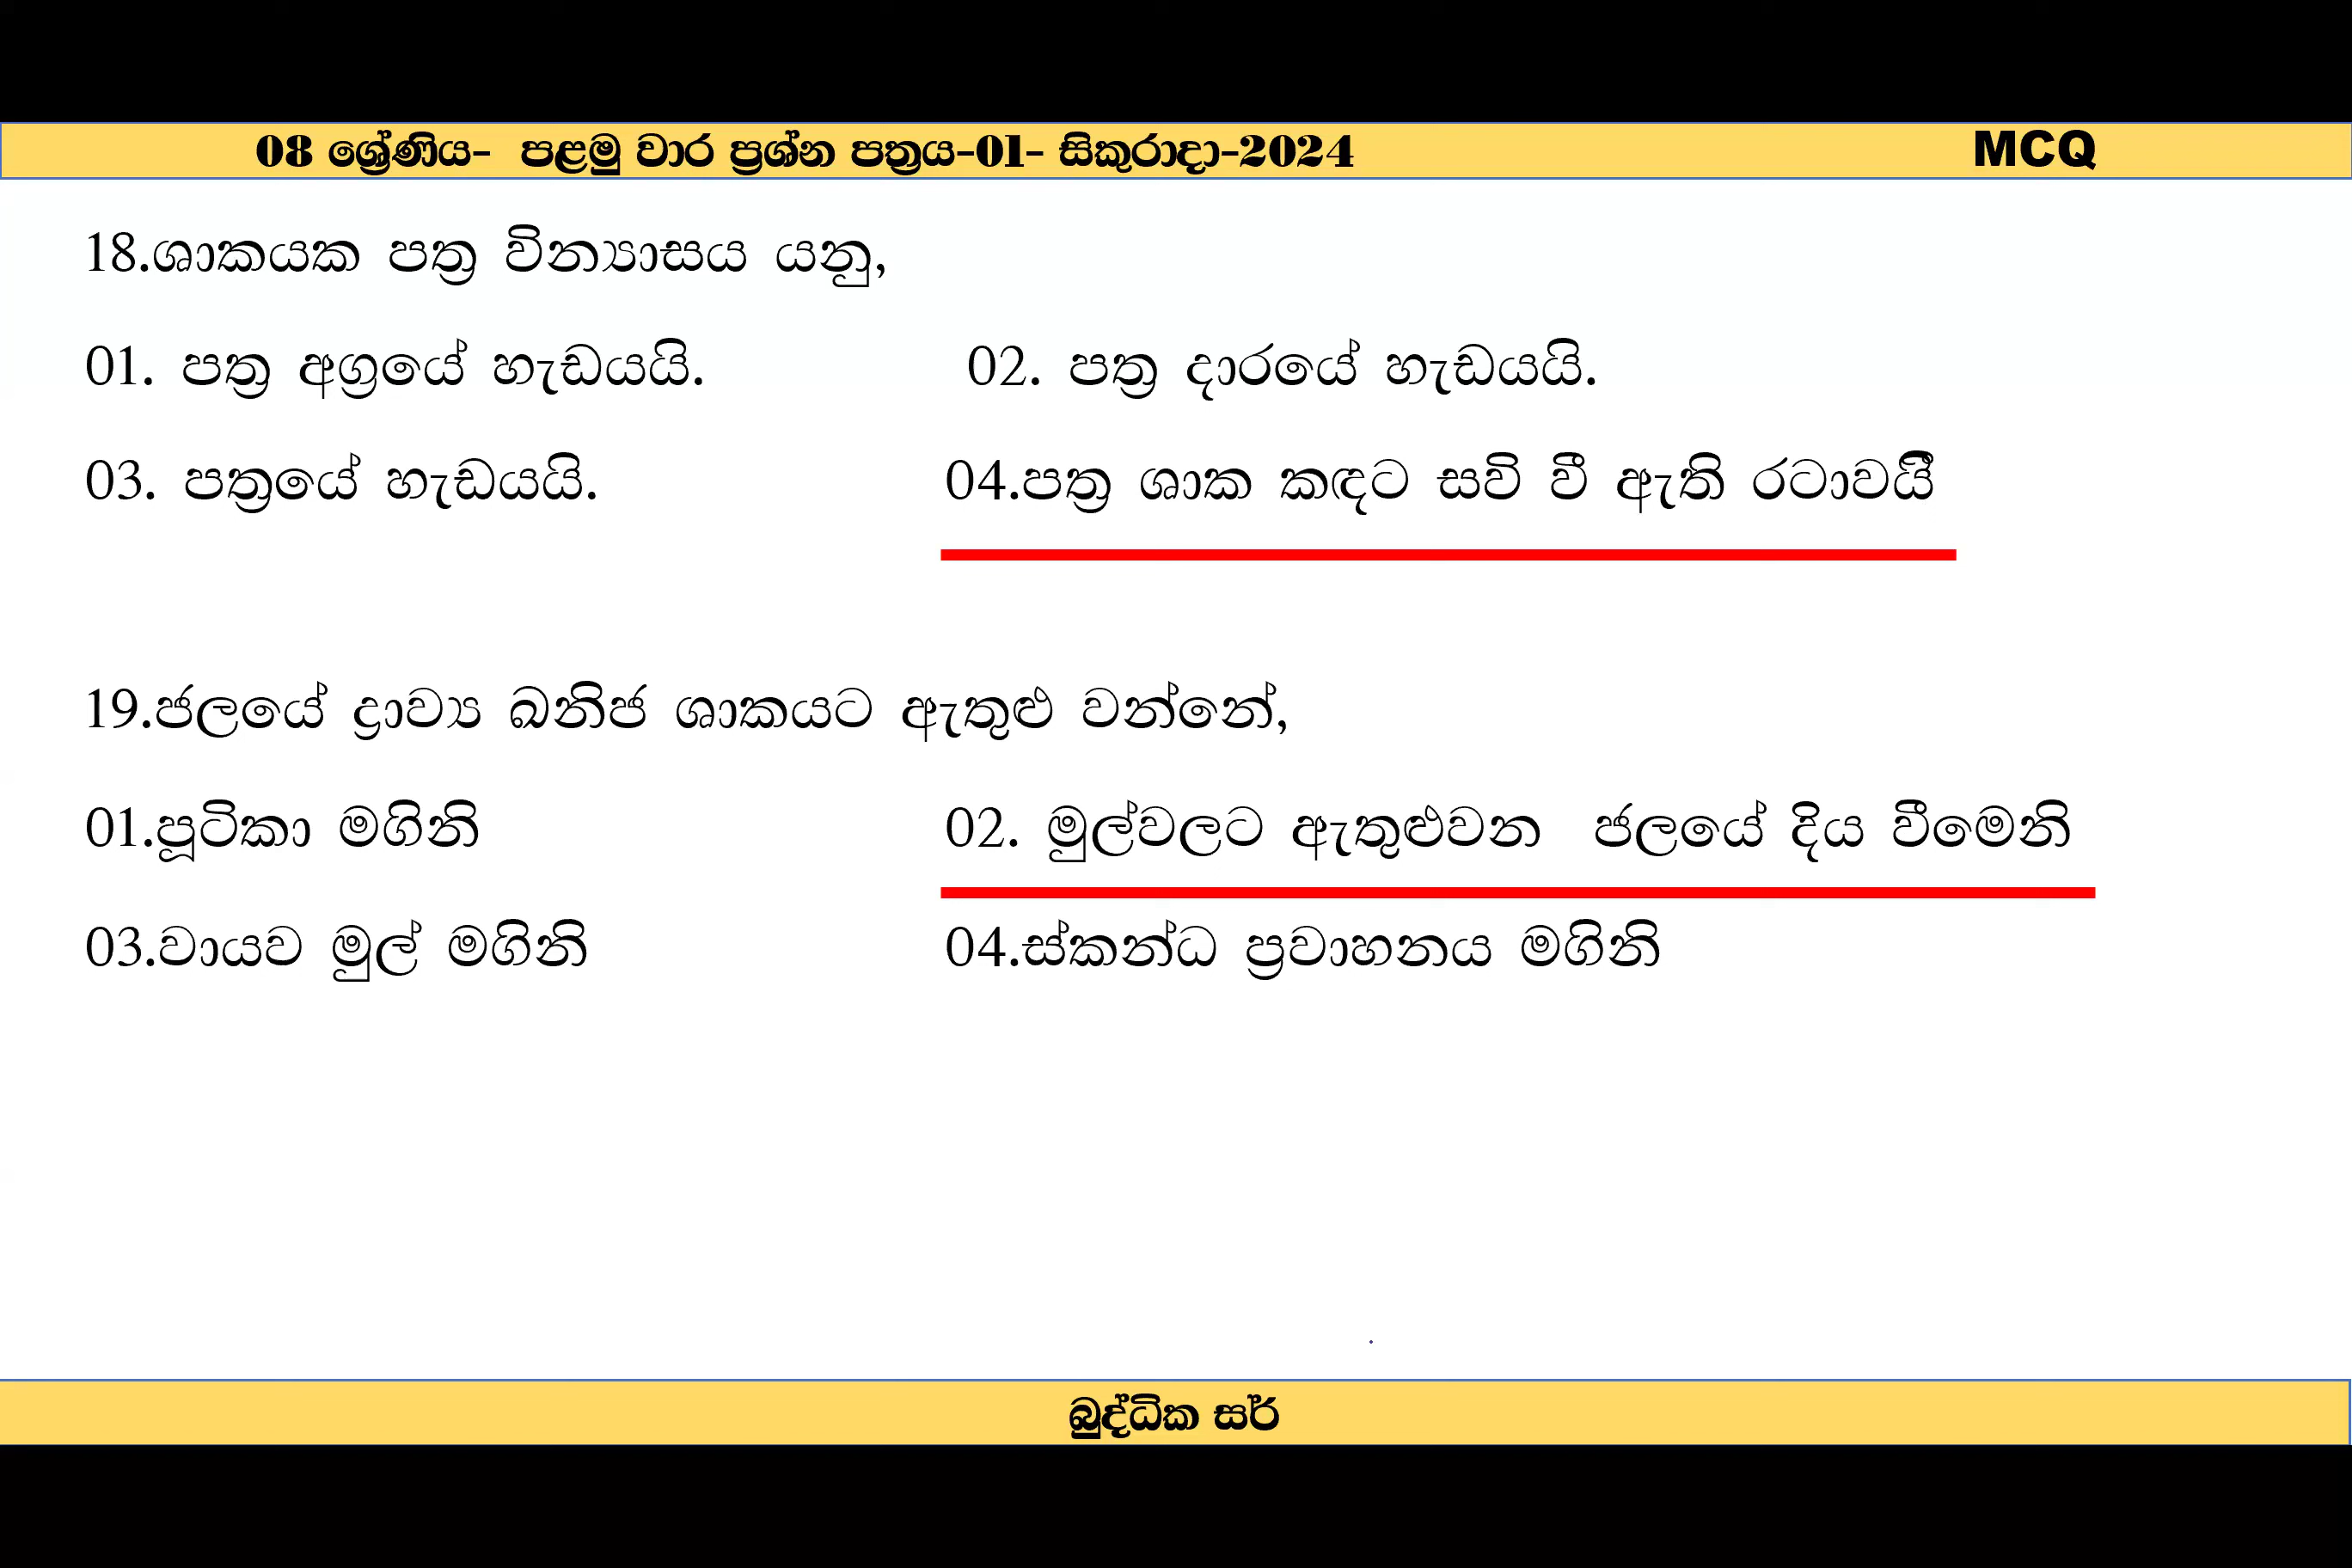 08 ශ්‍රේණිය- පළමු වාර ප්‍රශ්න පත්‍රය-01- සිකුරාදා-2024 MCQ
18.ශාකයක පත්‍ර වින්‍යාසය යනු,
01. පත්‍ර අග්‍රයේ හැඩයයි. 02. පත්‍ර දාරයේ හැඩයයි.
03. පත්‍රයේ හැඩයයි. 04.පත්‍ර ශාක කඳට සවි වී ඇති රටාවයි
19.ජලයේ ද්‍රාව්‍ය ඛනිජ ශාකයට ඇතුළු වන්නේ,
01.පූටිකා මගිනි 02. මුල්වලට ඇතුළුවන ජලයේ දිය වීමෙනි
03.වායව මුල් මගිනි 04.ස්කන්ධ ප්‍රවාහනය මගිනි
බුද්ධික සර්